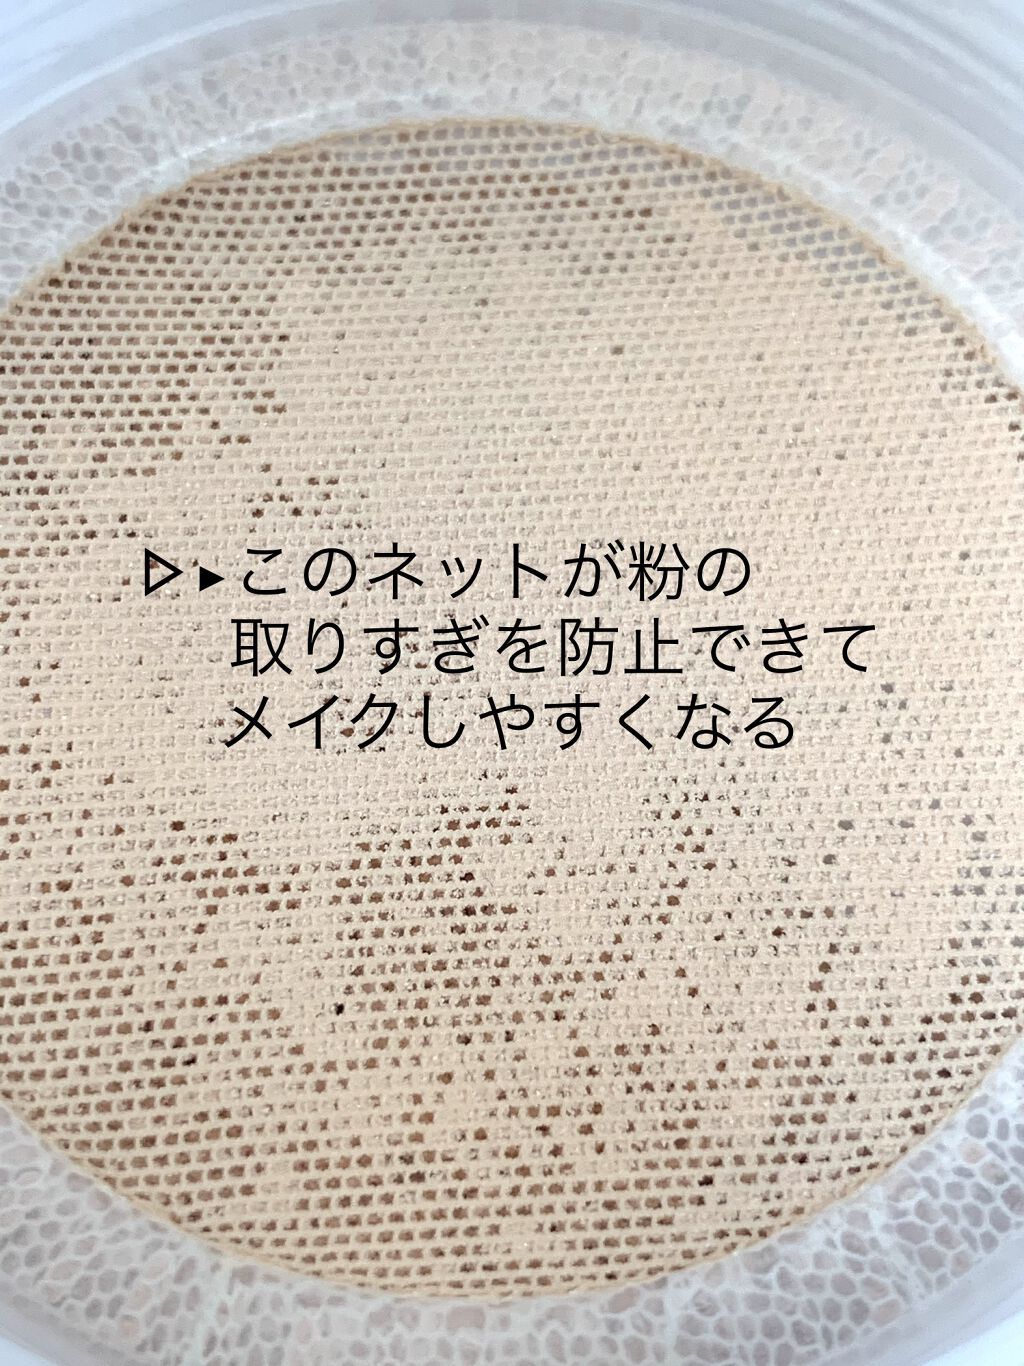 ▷▸このネットが粉の
取りすぎを防止できて
メイクしやすくなる